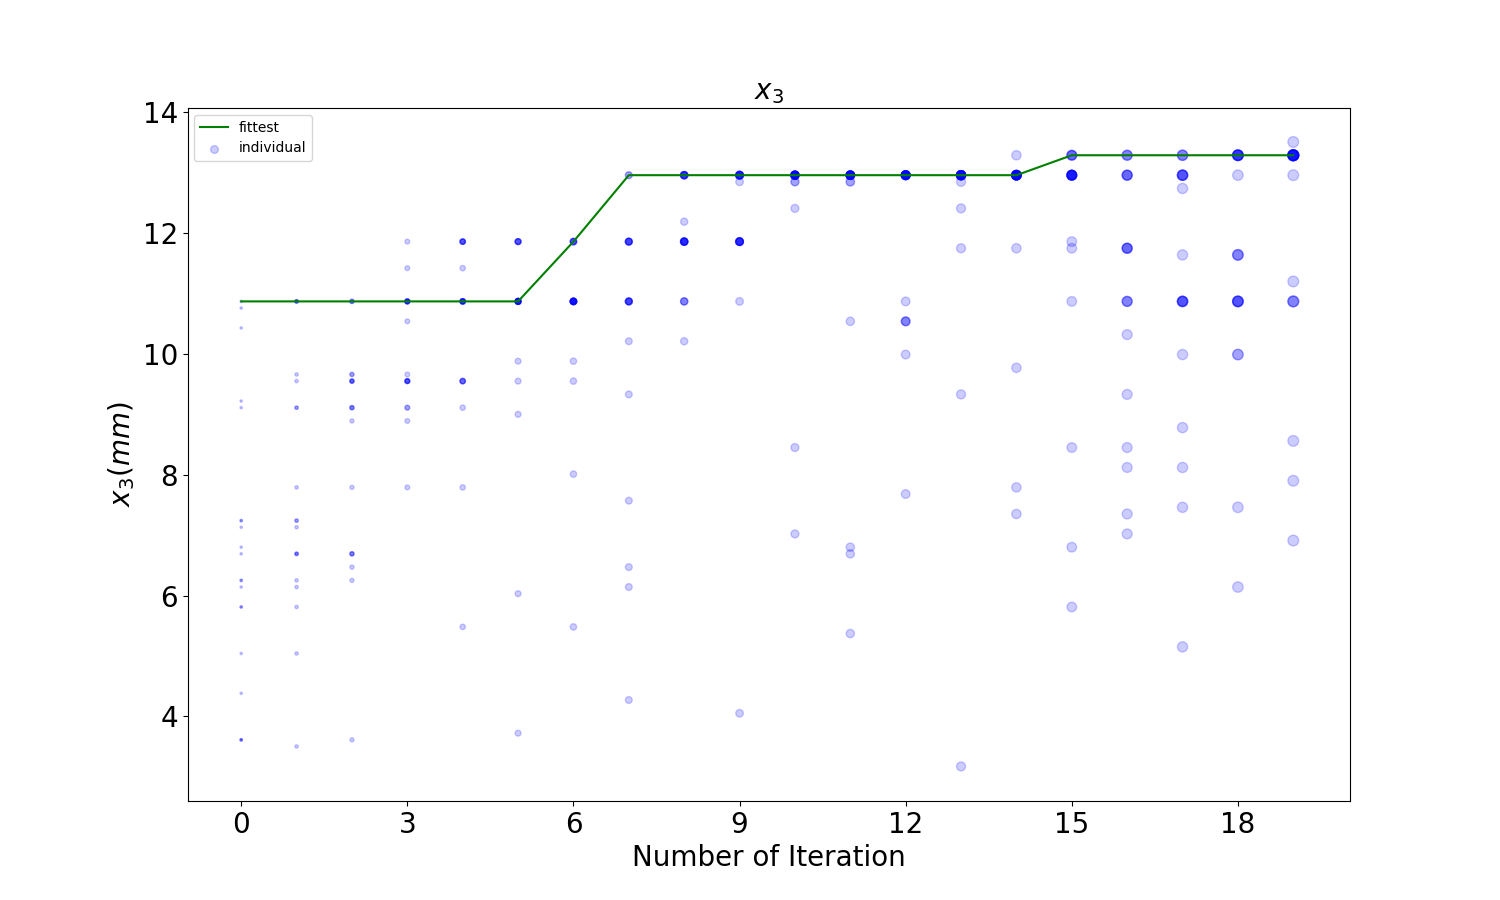 x₃
fittest
individual
14
12
10
8
6
4
x₃(mm)
0 3 6 9 12 15 18
Number of Iteration